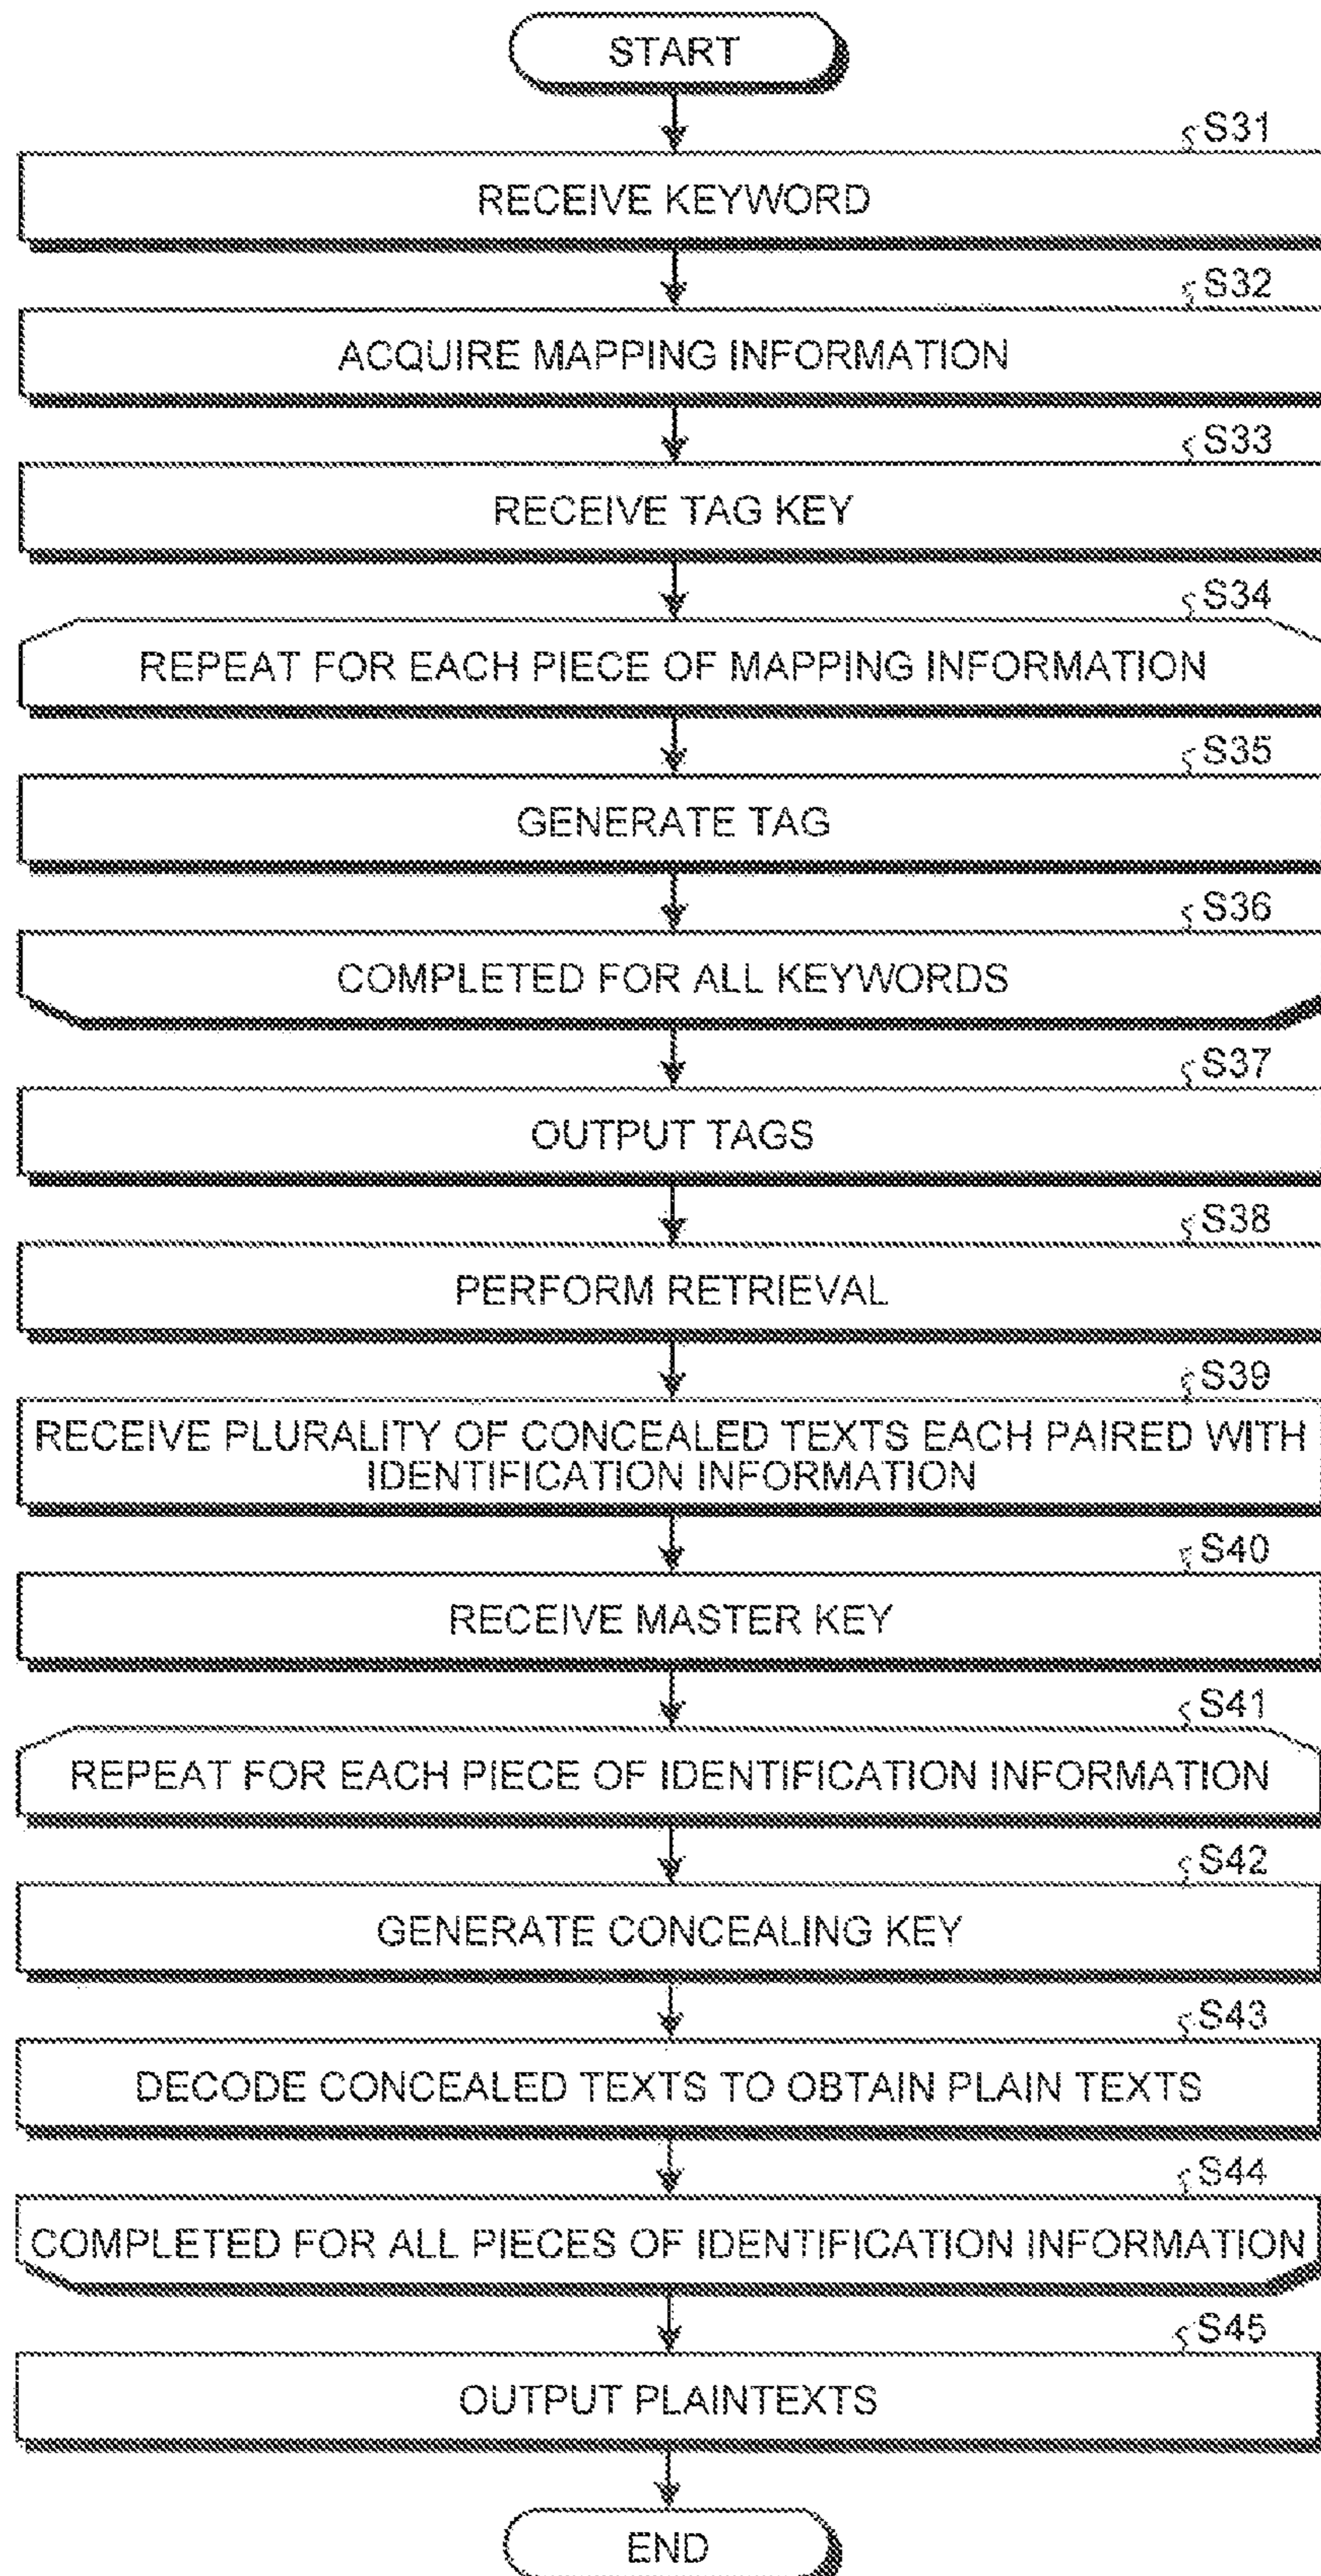 START
S31
RECEIVE KEYWORD
S32
ACQUIRE MAPPING INFORMATION
S33
RECEIVE TAG KEY
S34
REPEAT FOR EACH PIECE OF MAPPING INFORMATION
S35
GENERATE TAG
S36
COMPLETED FOR ALL KEYWORDS
S37
OUTPUT TAGS
S38
PERFORM RETRIEVAL
S39
RECEIVE PLURALITY OF CONCEALED TEXTS EACH PAIRED WITH
IDENTIFICATION INFORMATION
S40
RECEIVE MASTER KEY
S41
REPEAT FOR EACH PIECE OF IDENTIFICATION INFORMATION
S42
GENERATE CONCEALING KEY
S43
DECODE CONCEALED TEXTS TO OBTAIN PLAIN TEXTS
S44
COMPLETED FOR ALL PIECES OF IDENTIFICATION INFORMATION
S45
OUTPUT PLAINTEXTS
END